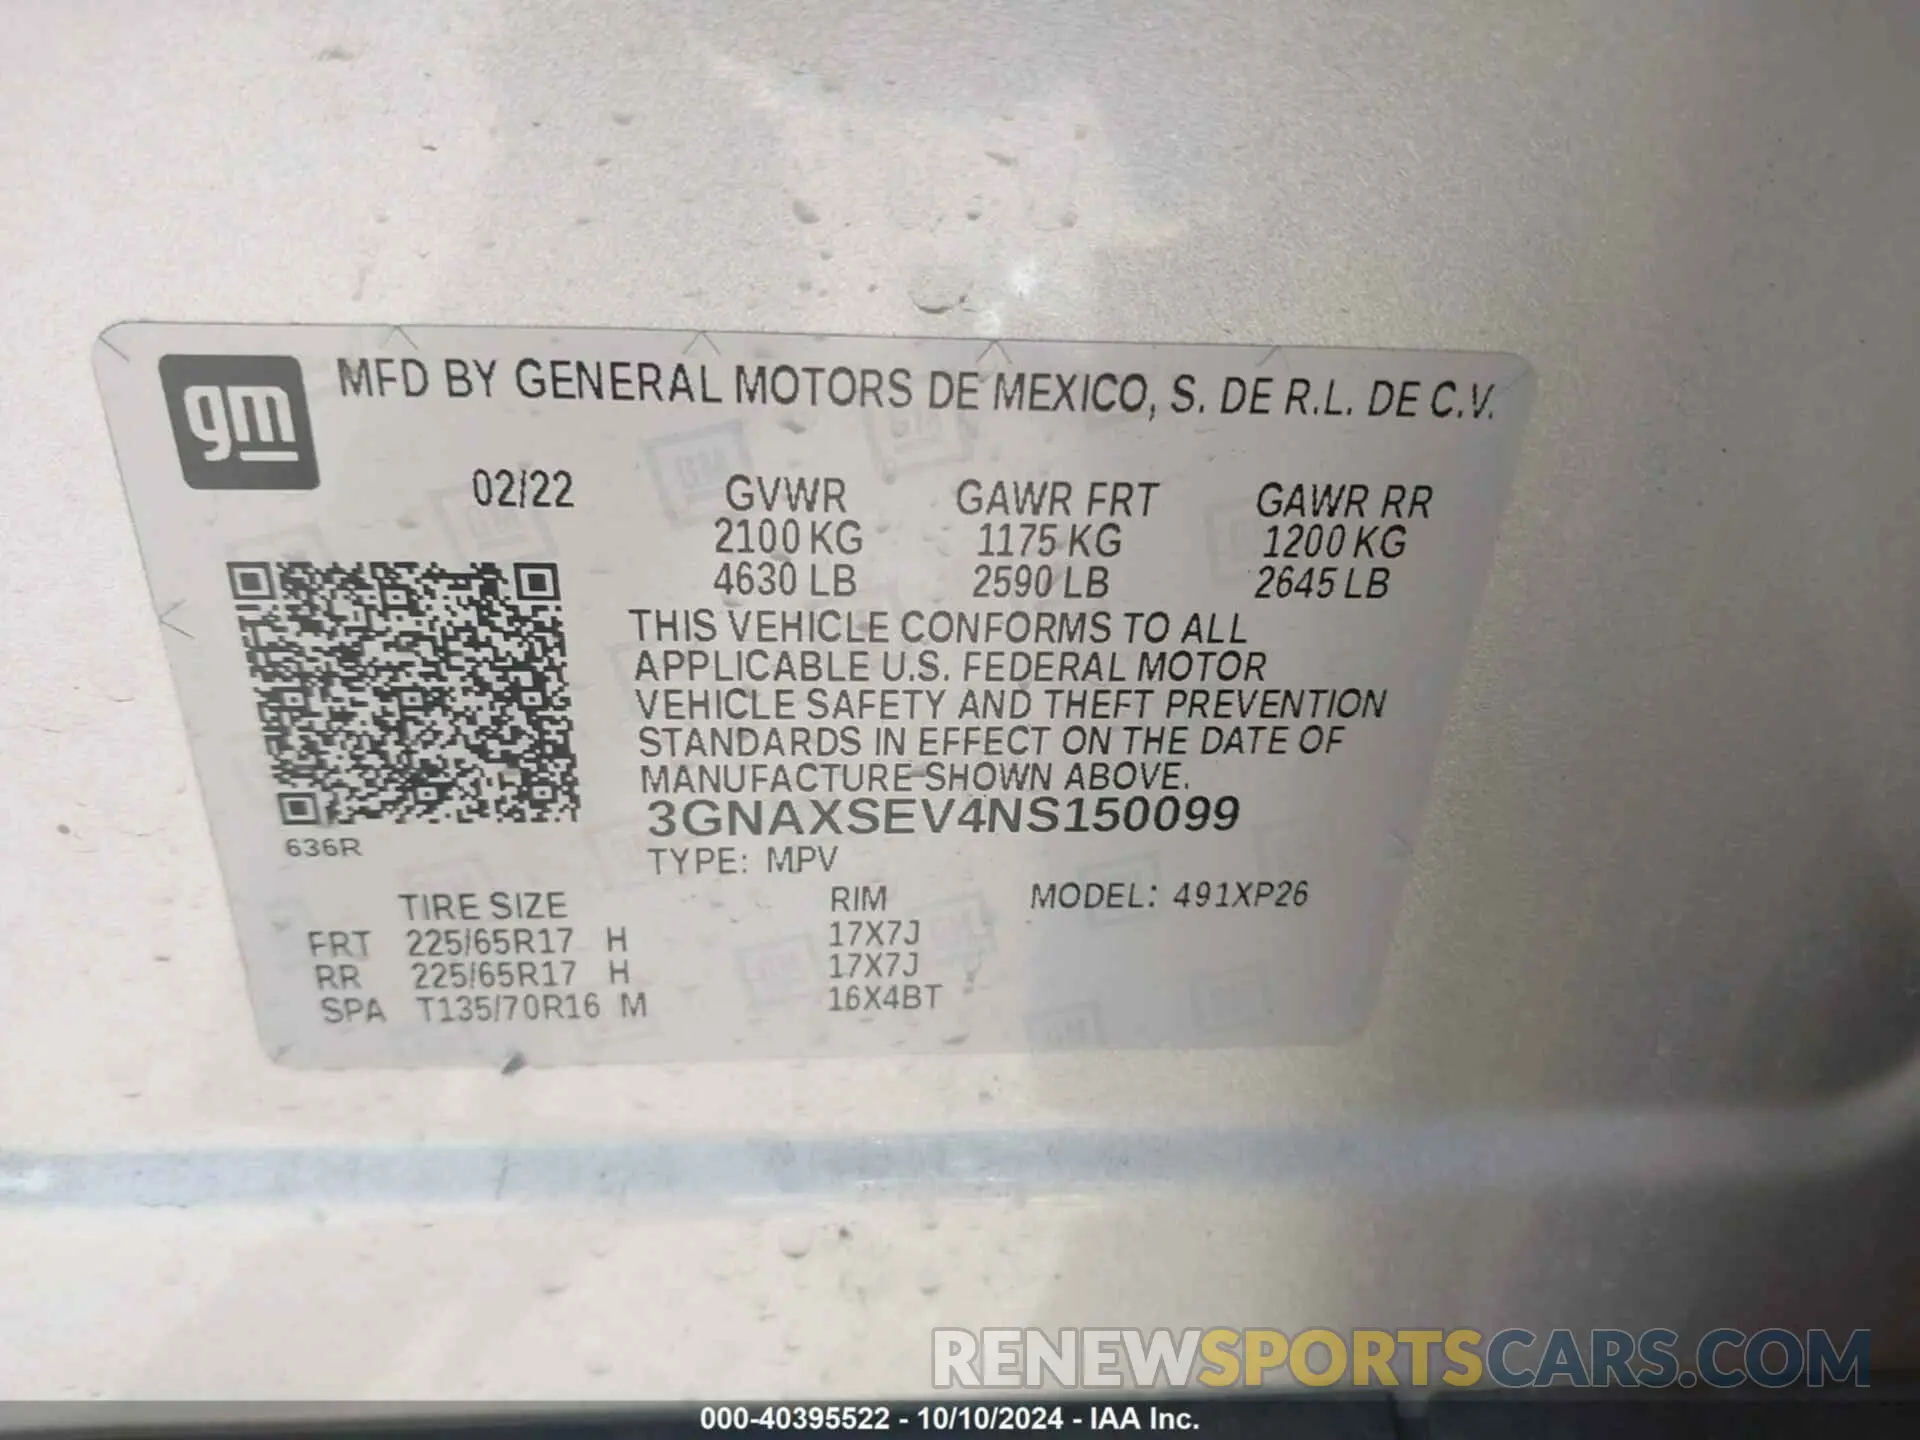 gm
MFD BY GENERAL MOTORS DE MEXICO, S. DE R.L. DE C.V.
02/22 GVWR GAWR FRT GAWR RR
2100 KG 1175 KG 1200 KG
4630 LB 2590 LB 2645 LB
THIS VEHICLE CONFORMS TO ALL
APPLICABLE U.S. FEDERAL MOTOR
VEHICLE SAFETY AND THEFT PREVENTION
STANDARDS IN EFFECT ON THE DATE OF
MANUFACTURE SHOWN ABOVE.
3GNAXSEV4NS150099
636R
TYPE: MPV
TIRE SIZE RIM MODEL: 491XP26
FRT 225/65R17 H 17X7J
RR 225/65R17 H 17X7J
SPA T135/70R16 M 16X4BT
RENEWSPORTSCARS.COM
000-40395522 - 10/10/2024 - IAA Inc.